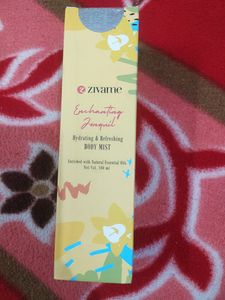 ZIVAME
Enchanting
Jonquil
Hydrating & Refreshing
BODY MIST
Enriched with Natural Essential Oils
Net Vol. 100 ml